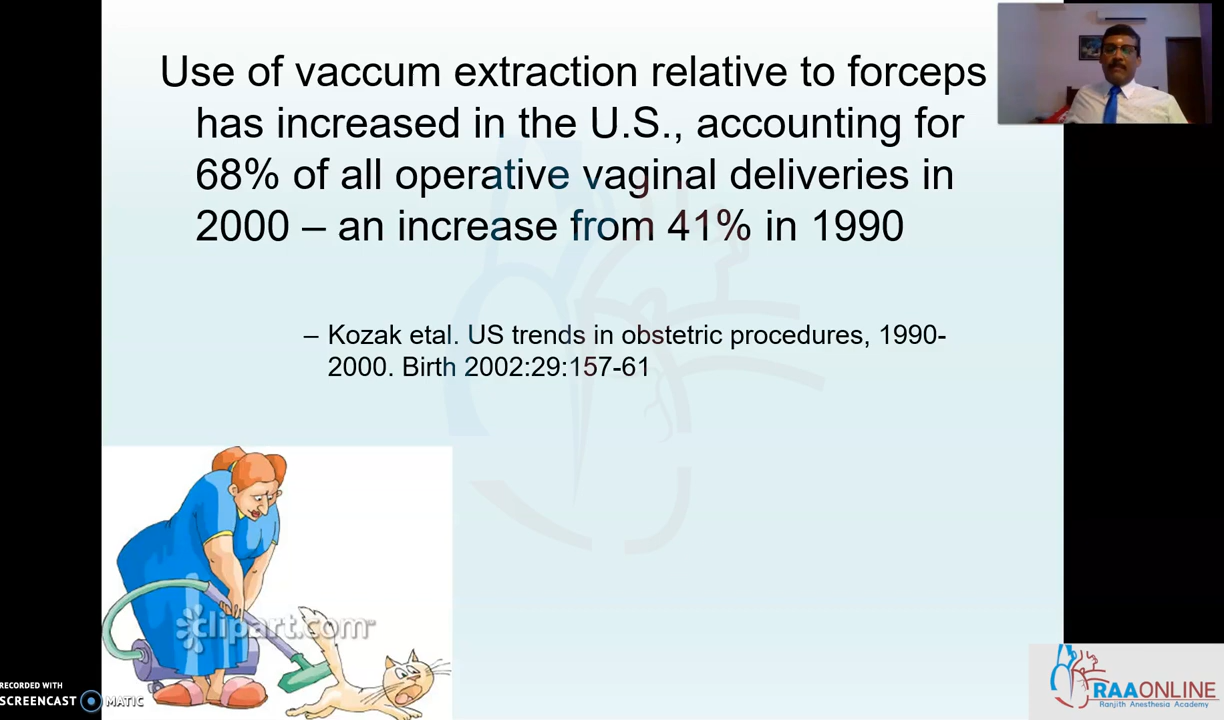 Use of vaccum extraction relative to forceps
has increased in the U.S., accounting for
68% of all operative vaginal deliveries in
2000 – an increase from 41% in 1990
– Kozak etal. US trends in obstetric procedures, 1990-
2000. Birth 2002:29:157-61
clipart.com
RECORDED WITH
SCREENCAST MATIC
RAAONLINE
Ranjith Anesthesia Academy